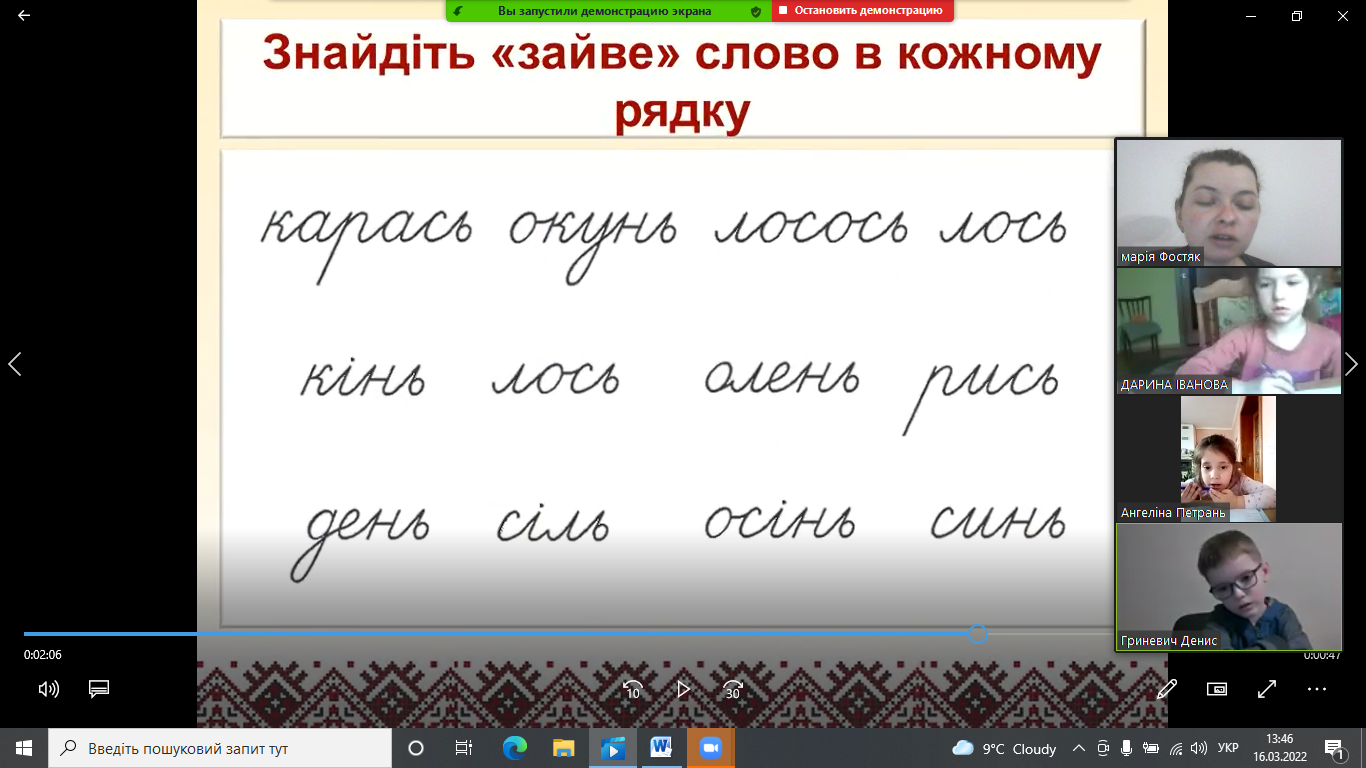 Вы запустили демонстрацию экрана
Остановить демонстрацию
Знайдіть «зайве» слово в кожному
рядку
карась окунь лосось лось
кінь лось олень рись
день сіль осінь синь
марія Фостяк
ДАРИНА ІВАНОВА
Ангеліна Петрань
Гриневич Денис
0:02:06
0:00:47
10
30
Введіть пошуковий запит тут
9°C Cloudy
УКР
13:46
16.03.2022
1